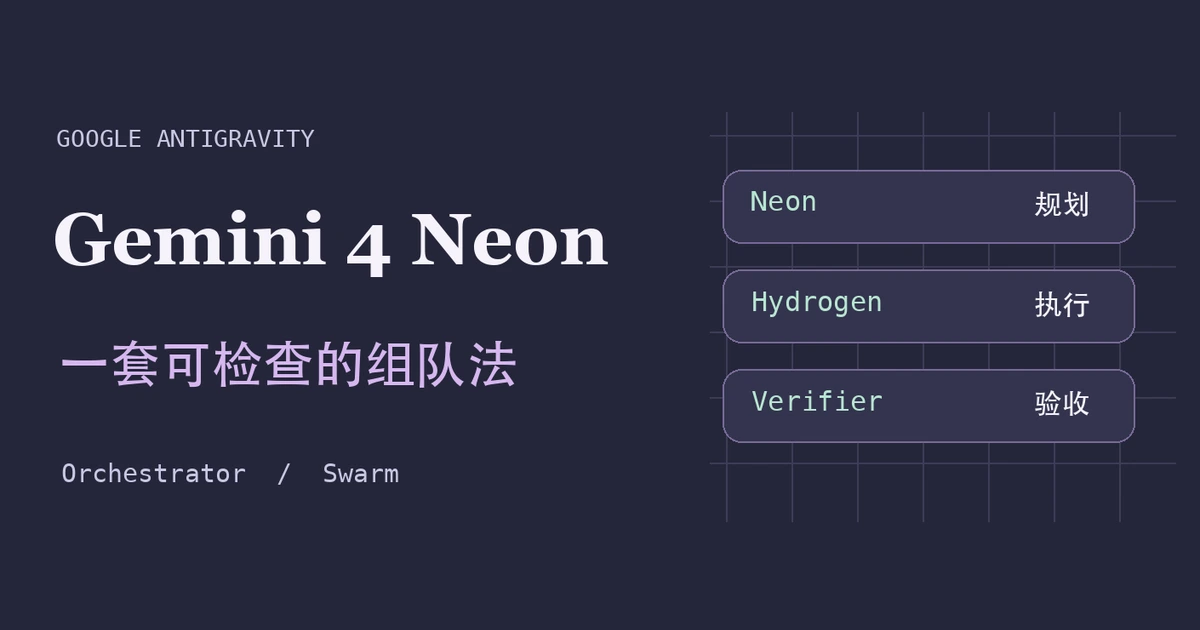 GOOGLE ANTIGRAVITY
Gemini 4 Neon
一套可检查的组队法
Orchestrator / Swarm
Neon 规划
Hydrogen 执行
Verifier 验收